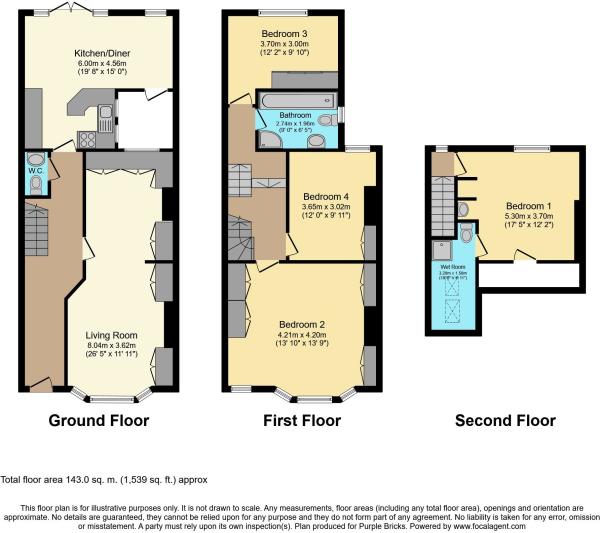 Kitchen/Diner
6.00m x 4.56m
(19' 8" x 15' 0")
W.C.
Living Room
8.04m x 3.62m
(26' 5" x 11' 11")
Ground Floor
Bedroom 3
3.70m x 3.00m
(12' 2" x 9' 10")
Bathroom
2.74m x 1.96m
(9' 0" x 6' 5")
Bedroom 4
3.65m x 3.02m
(12' 0" x 9' 11")
Bedroom 2
4.21m x 4.20m
(13' 10" x 13' 9")
First Floor
Bedroom 1
5.30m x 3.70m
(17' 5" x 12' 2")
Wet Room
Second Floor
Total floor area 143.0 sq. m. (1,539 sq. ft.) approx
This floor plan is for illustrative purposes only. It is not drawn to scale. Any measurements, floor areas (including any total floor area), openings and orientation are
approximate. No details are guaranteed, they cannot be relied upon for any purpose and they do not form part of any agreement. No liability is taken for any error, omission
or misstatement. A party must rely upon its own inspection(s). Plan produced for Purple Bricks. Powered by www.focalagent.com